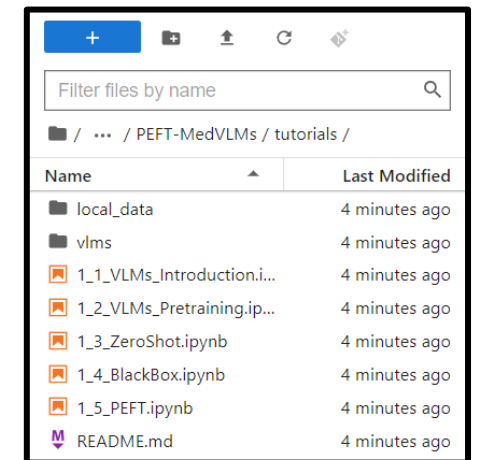 +
Filter files by name
/ ··· / PEFT-MedVLMs / tutorials /
Name Last Modified
local_data 4 minutes ago
vlms 4 minutes ago
1_1_VLMs_Introduction.i... 4 minutes ago
1_2_VLMs_Pretraining.ip... 4 minutes ago
1_3_ZeroShot.ipynb 4 minutes ago
1_4_BlackBox.ipynb 4 minutes ago
1_5_PEFT.ipynb 4 minutes ago
README.md 4 minutes ago